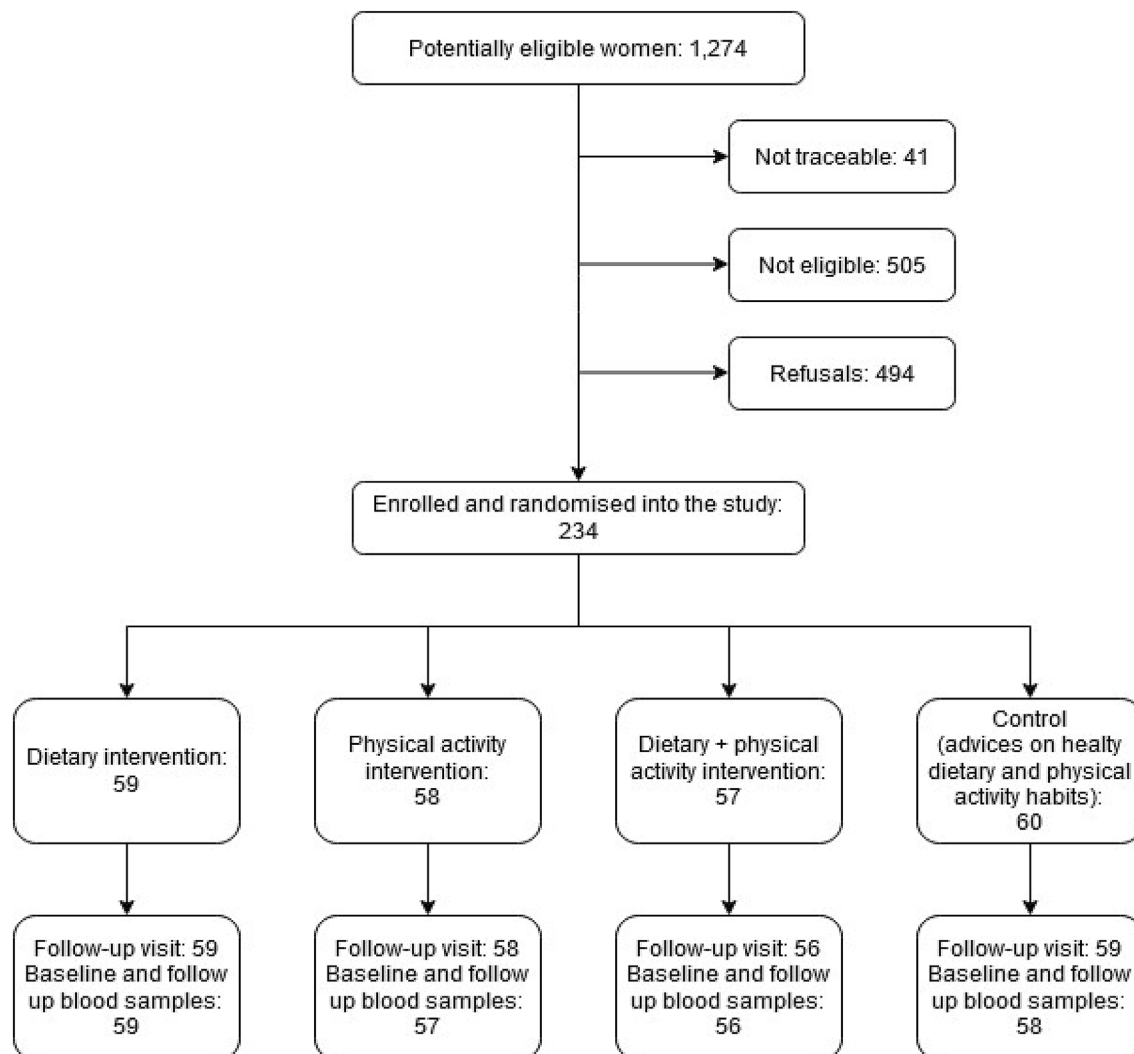 Potentially eligible women: 1,274
Not traceable: 41
Not eligible: 505
Refusals: 494
Enrolled and randomised into the study:
234
Dietary intervention:
59
Physical activity
intervention:
58
Dietary + physical
activity intervention:
57
Control
(advices on healty
dietary and physical
activity habits):
60
Follow-up visit: 59
Baseline and follow
up blood samples:
59
Follow-up visit: 58
Baseline and follow
up blood samples:
57
Follow-up visit: 56
Baseline and follow
up blood samples:
56
Follow-up visit: 59
Baseline and follow
up blood samples:
58